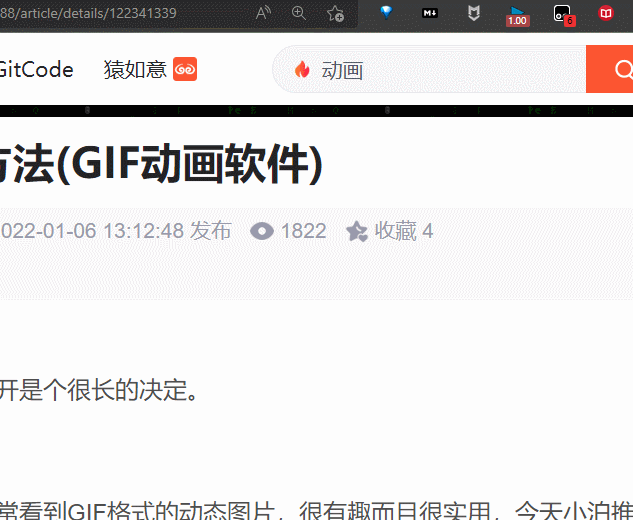 88/article/details/122341339
1.00
6
GitCode 猿如意 动画
方法(GIF动画软件)
022-01-06 13:12:48 发布 1822 收藏 4
开是个很长的决定。
常看到GIF格式的动态图片，很有趣而且很实用，今天小泊推